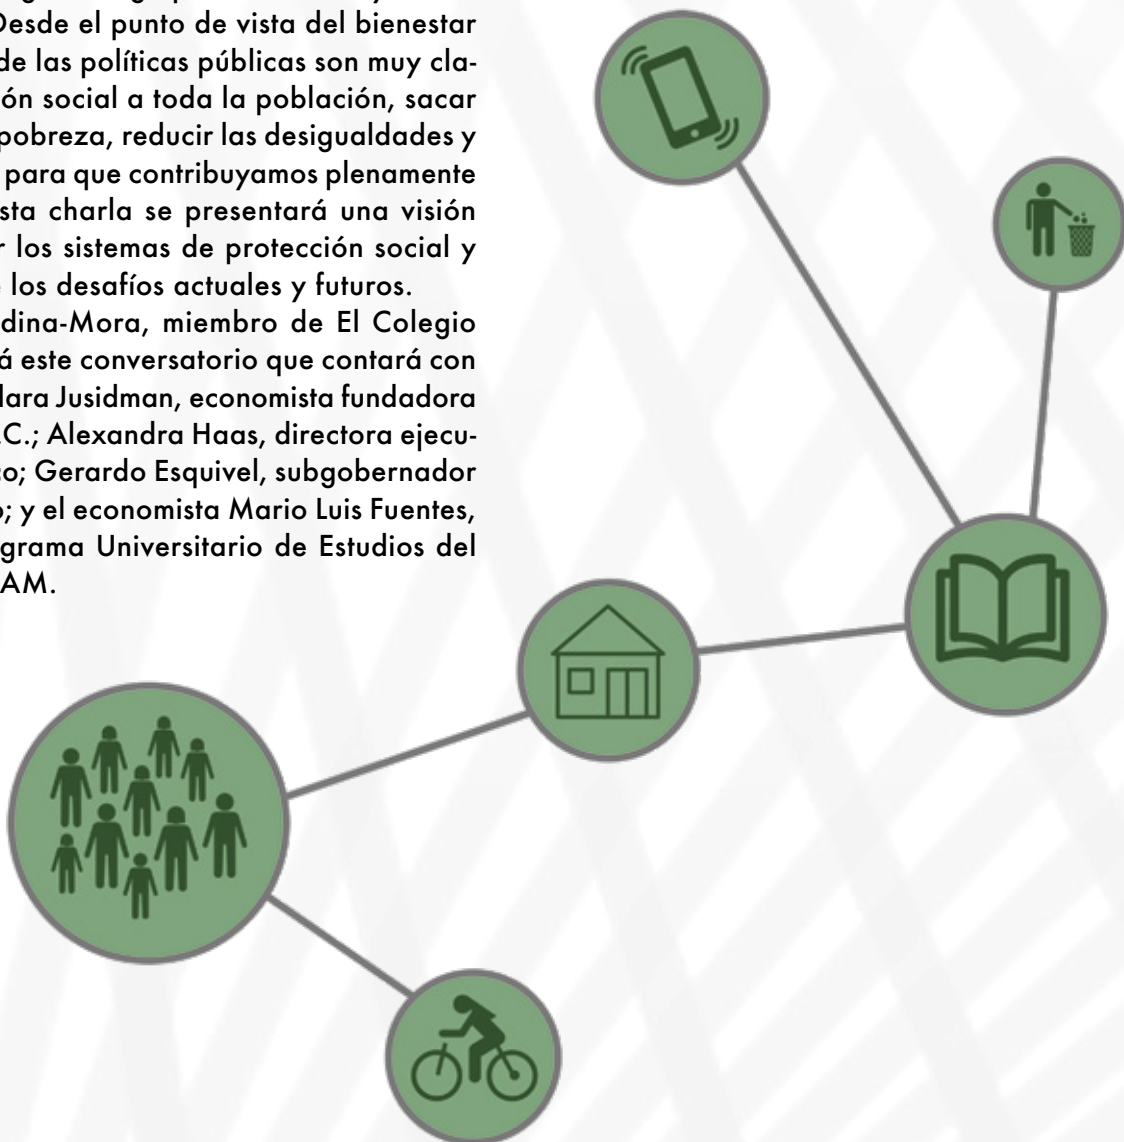 Desde el punto de vista del bienestar
de las políticas públicas son muy cla-
ón social a toda la población, sacar
pobreza, reducir las desigualdades y
para que contribuyamos plenamente
sta charla se presentará una visión
r los sistemas de protección social y
los desafíos actuales y futuros.
dina-Mora, miembro de El Colegio
á este conversatorio que contará con
lara Jusidman, economista fundadora
.C.; Alexandra Haas, directora ejecu-
o; Gerardo Esquivel, subgobernador
o; y el economista Mario Luis Fuentes,
grama Universitario de Estudios del
AM.